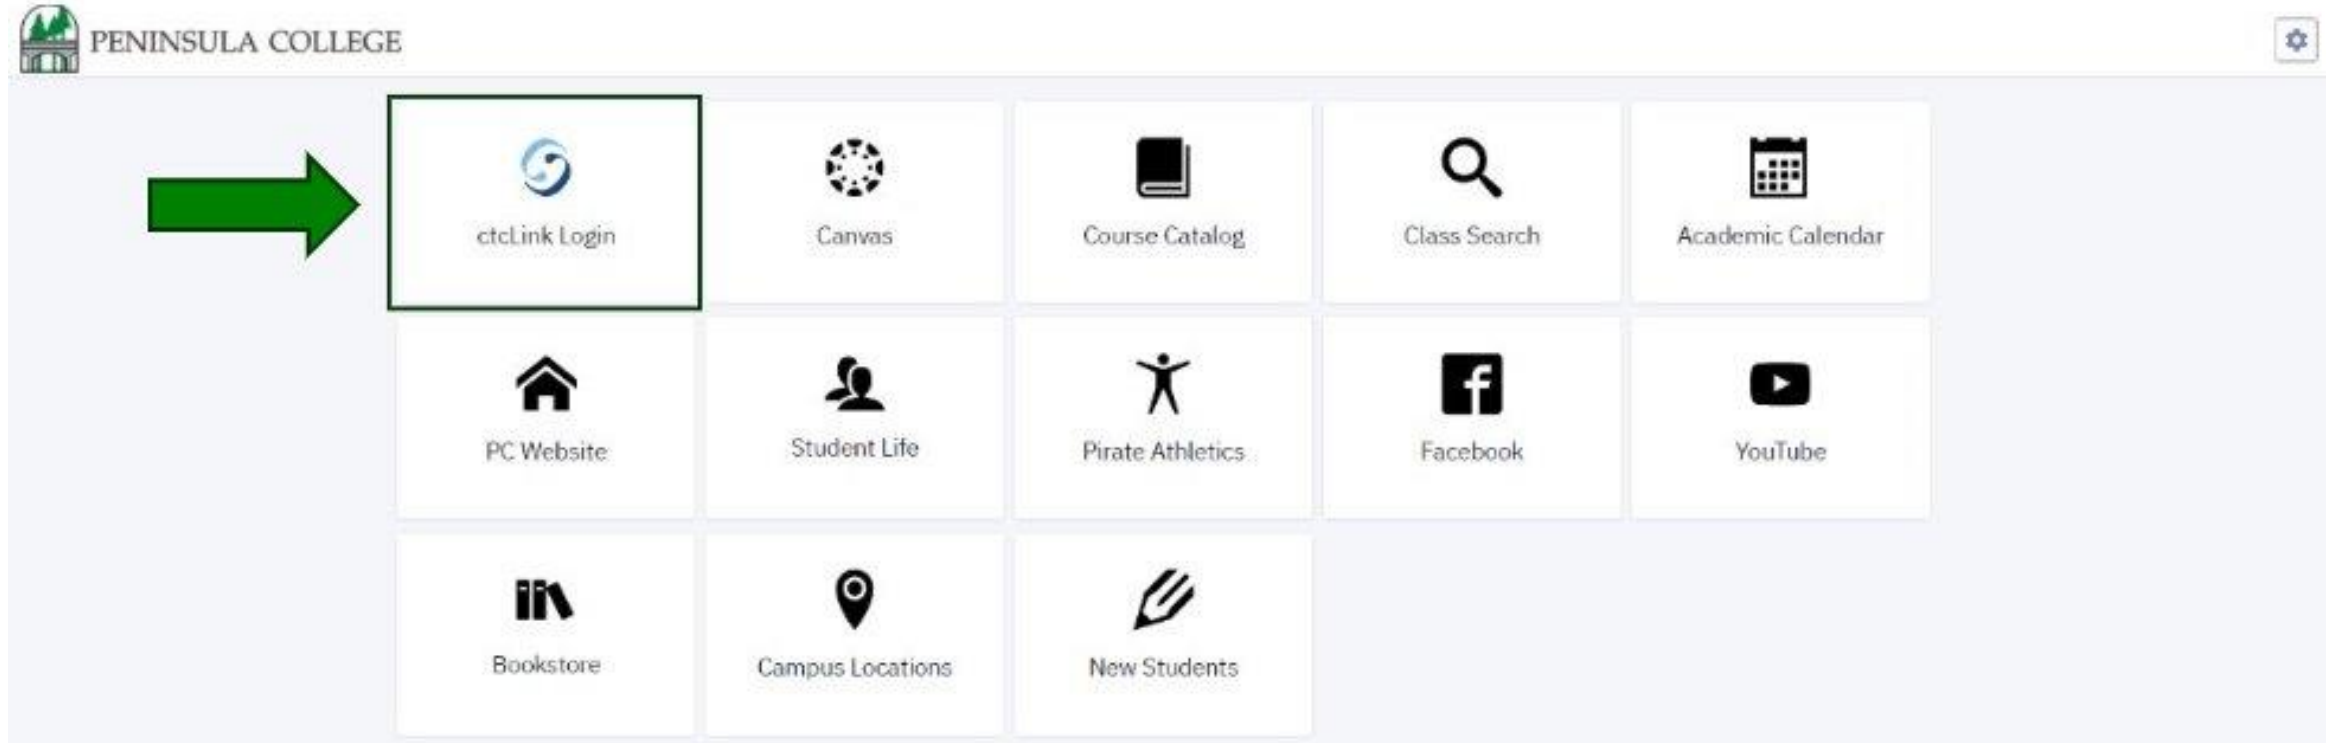 PENINSULA COLLEGE
ctcLink Login
Canvas
Course Catalog
Class Search
Academic Calendar
PC Website
Student Life
Pirate Athletics
Facebook
YouTube
Bookstore
Campus Locations
New Students